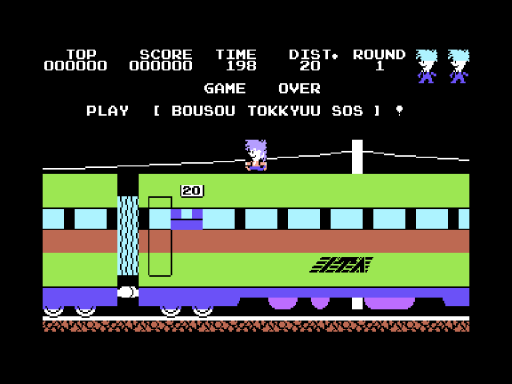 TOP SCORE TIME DIST. ROUND
000000 000000 198 20 1
GAME OVER
PLAY [ BOUSOU TOKKYUU SOS ] !
20